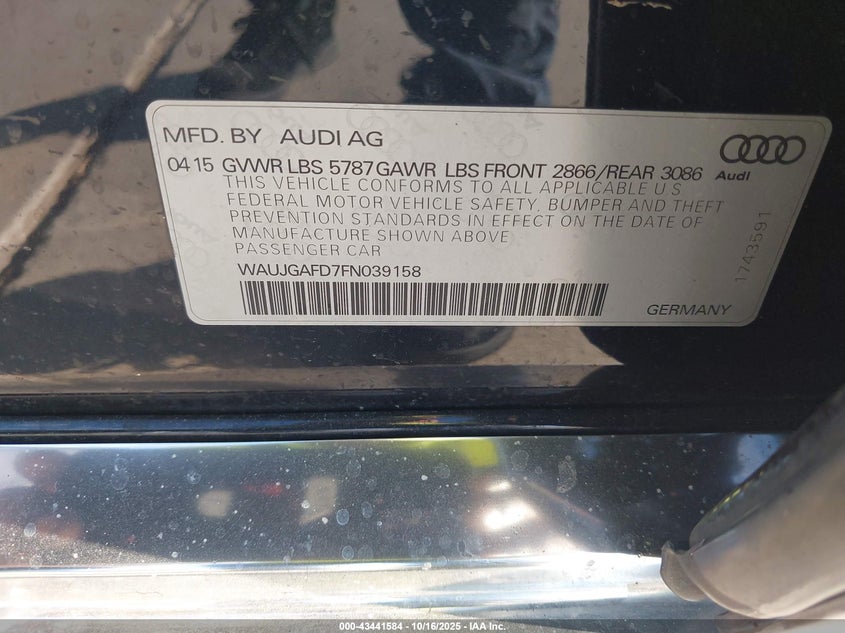 MFD. BY AUDI AG
04 15 GVWR LBS 5787 GAWR LBS FRONT 2866/REAR 3086
Audi
THIS VEHICLE CONFORMS TO ALL APPLICABLE U.S
FEDERAL MOTOR VEHICLE SAFETY, BUMPER AND THEFT
PREVENTION STANDARDS IN EFFECT ON THE DATE OF
MANUFACTURE SHOWN ABOVE
PASSENGER CAR
WAUJGAFD7FN039158
GERMANY
1743591
000-43441584 - 10/16/2025 - IAA Inc.